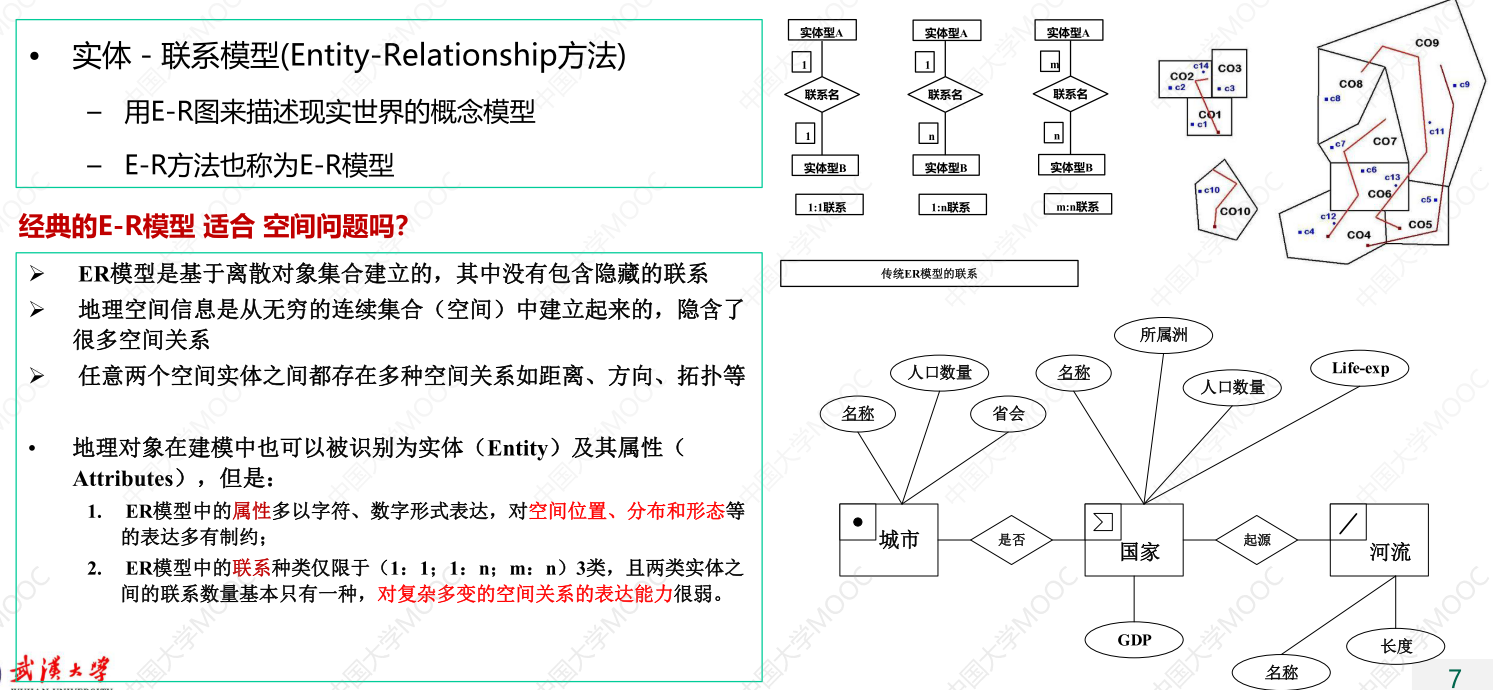 • 实体 - 联系模型(Entity-Relationship方法)
– 用E-R图来描述现实世界的概念模型
– E-R方法也称为E-R模型
经典的E-R模型 适合 空间问题吗?
➢ ER模型是基于离散对象集合建立的，其中没有包含隐藏的联系
➢ 地理空间信息是从无穷的连续集合（空间）中建立起来的，隐含了
很多空间关系
➢ 任意两个空间实体之间都存在多种空间关系如距离、方向、拓扑等
• 地理对象在建模中也可以被识别为实体（Entity）及其属性（
Attributes），但是：
1. ER模型中的属性多以字符、数字形式表达，对空间位置、分布和形态等
的表达多有制约；
2. ER模型中的联系种类仅限于（1：1；1：n；m：n）3类，且两类实体之
间的联系数量基本只有一种，对复杂多变的空间关系的表达能力很弱。
武汉大学
实体型A
1
联系名
1
实体型B
1:1联系
实体型A
1
联系名
n
实体型B
1:n联系
实体型A
m
联系名
n
实体型B
m:n联系
c14
CO2
CO3
c2
c3
CO1
c1
c10
CO10
CO9
CO8
c9
c8
c11
c7
CO7
c6
c13
CO6
c5
c12
c4
CO4
CO5
传统ER模型的联系
所属洲
人口数量
名称
Life-exp
人口数量
名称
省会
城市
是否
国家
起源
河流
GDP
长度
名称
7
中国大学MOOC